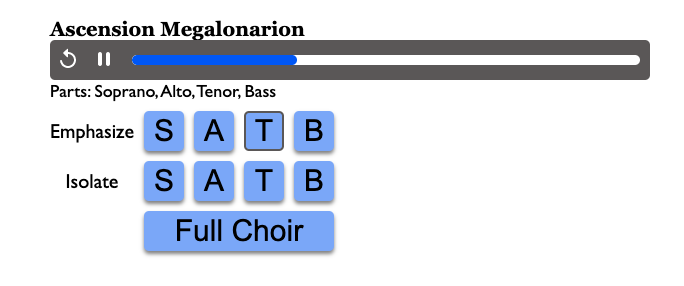 Ascension Megalonarion
Parts: Soprano, Alto, Tenor, Bass
Emphasize S A T B
Isolate S A T B
Full Choir